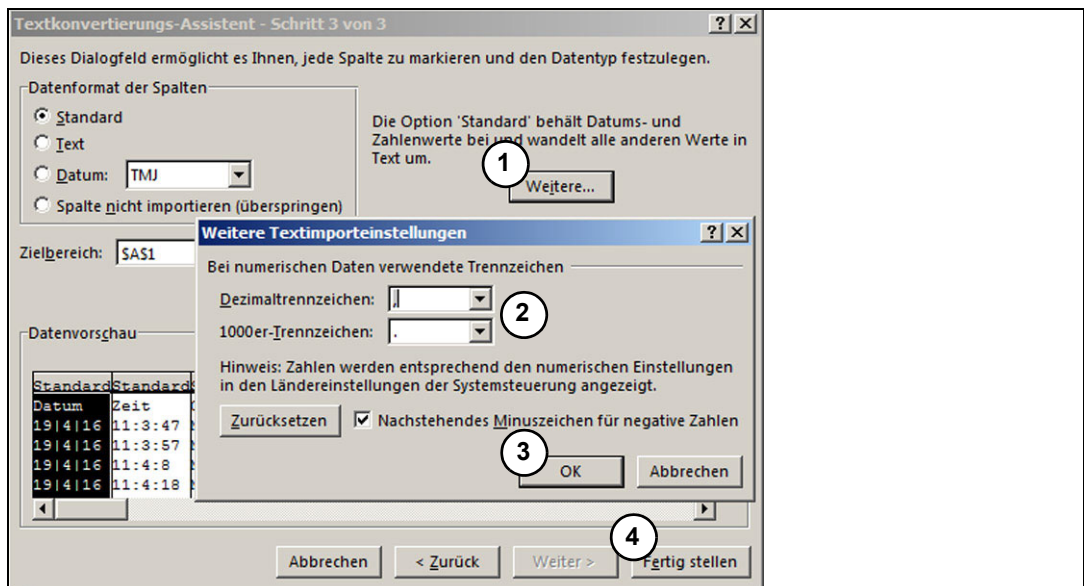 Textkonvertierungs-Assistent - Schritt 3 von 3
Dieses Dialogfeld ermöglicht es Ihnen, jede Spalte zu markieren und den Datentyp festzulegen.
Datenformat der Spalten
Standard
Text
Datum: TMJ
Spalte nicht importieren (überspringen)
Die Option 'Standard' behält Datums- und
Zahlenwerte bei und wandelt alle anderen Werte in
Text um.
1
Weitere...
Zielbereich: $A$1
Weitere Textimporteinstellungen
Bei numerischen Daten verwendete Trennzeichen
Dezimaltrennzeichen: ,
2
1000er-Trennzeichen: .
Hinweis: Zahlen werden entsprechend den numerischen Einstellungen
in den Ländereinstellungen der Systemsteuerung angezeigt.
Zurücksetzen Nachstehendes Minuszeichen für negative Zahlen
3
OK Abbrechen
Datenvorschau
Standard Standard
Datum Zeit
19|4|16 11:3:47
19|4|16 11:3:57
19|4|16 11:4:8
19|4|16 11:4:18
4
Abbrechen < Zurück Weiter > Fertig stellen